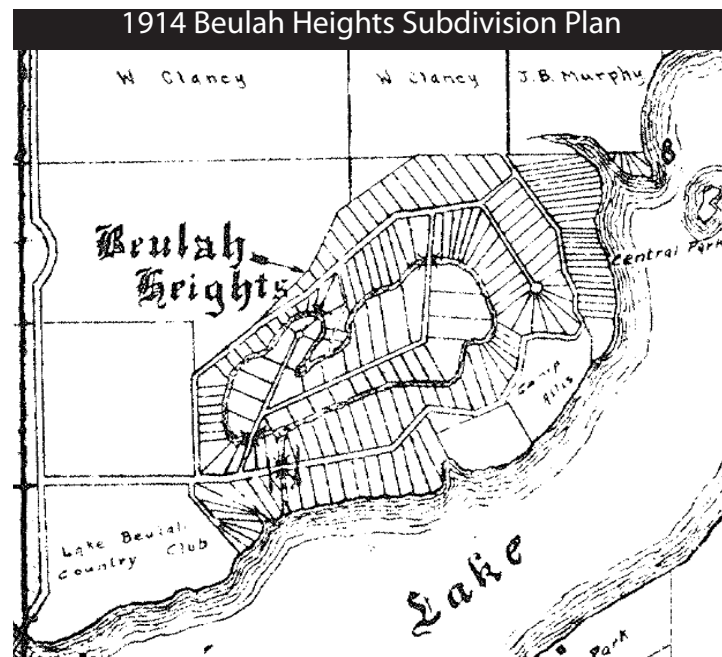 1914 Beulah Heights Subdivision Plan
W Clancy
W Clancy
J.B. Murphy
Beulah
Heights
Central Park
Camp
Lake Beulah
Country Club
Lake
Park